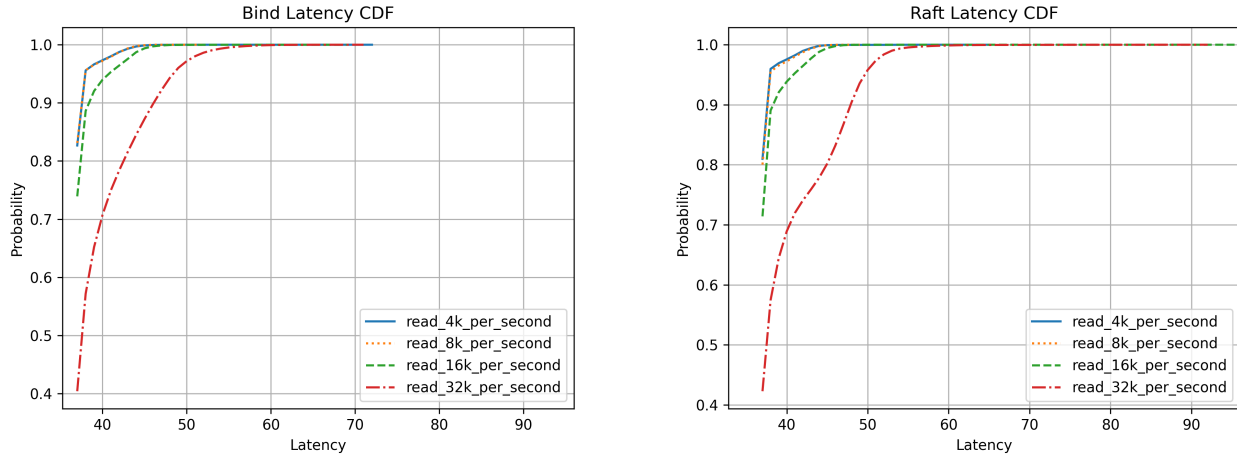 Bind Latency CDF
1.0
0.9
0.8
0.7
0.6
0.5
0.4
Probability
40 50 60 70 80 90
Latency
read_4k_per_second
read_8k_per_second
read_16k_per_second
read_32k_per_second
Raft Latency CDF
1.0
0.9
0.8
0.7
0.6
0.5
0.4
Probability
40 50 60 70 80 90
Latency
read_4k_per_second
read_8k_per_second
read_16k_per_second
read_32k_per_second